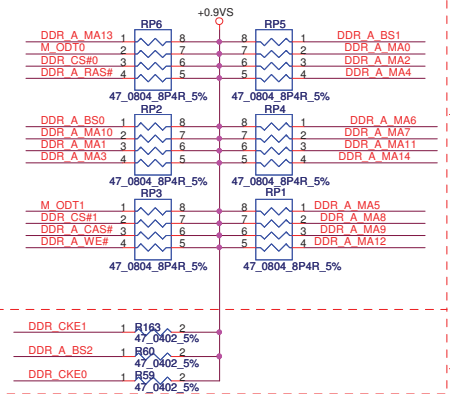 +0.9VS
RP6 RP5
DDR_A_MA13 1 8 8 1 DDR_A_BS1
M_ODT0 2 7 7 2 DDR_A_MA0
DDR_CS#0 3 6 6 3 DDR_A_MA2
DDR_A_RAS# 4 5 5 4 DDR_A_MA4
47_0804_8P4R_5% 47_0804_8P4R_5%
RP2 RP4
DDR_A_BS0 1 8 8 1 DDR_A_MA6
DDR_A_MA10 2 7 7 2 DDR_A_MA7
DDR_A_MA1 3 6 6 3 DDR_A_MA11
DDR_A_MA3 4 5 5 4 DDR_A_MA14
47_0804_8P4R_5% 47_0804_8P4R_5%
RP3 RP1
M_ODT1 1 8 8 1 DDR_A_MA5
DDR_CS#1 2 7 7 2 DDR_A_MA8
DDR_A_CAS# 3 6 6 3 DDR_A_MA9
DDR_A_WE# 4 5 5 4 DDR_A_MA12
47_0804_8P4R_5% 47_0804_8P4R_5%
DDR_CKE1 1 R163 2
47_0402_5%
DDR_A_BS2 1 R60 2
47_0402_5%
DDR_CKE0 1 R59 2
47_0402_5%